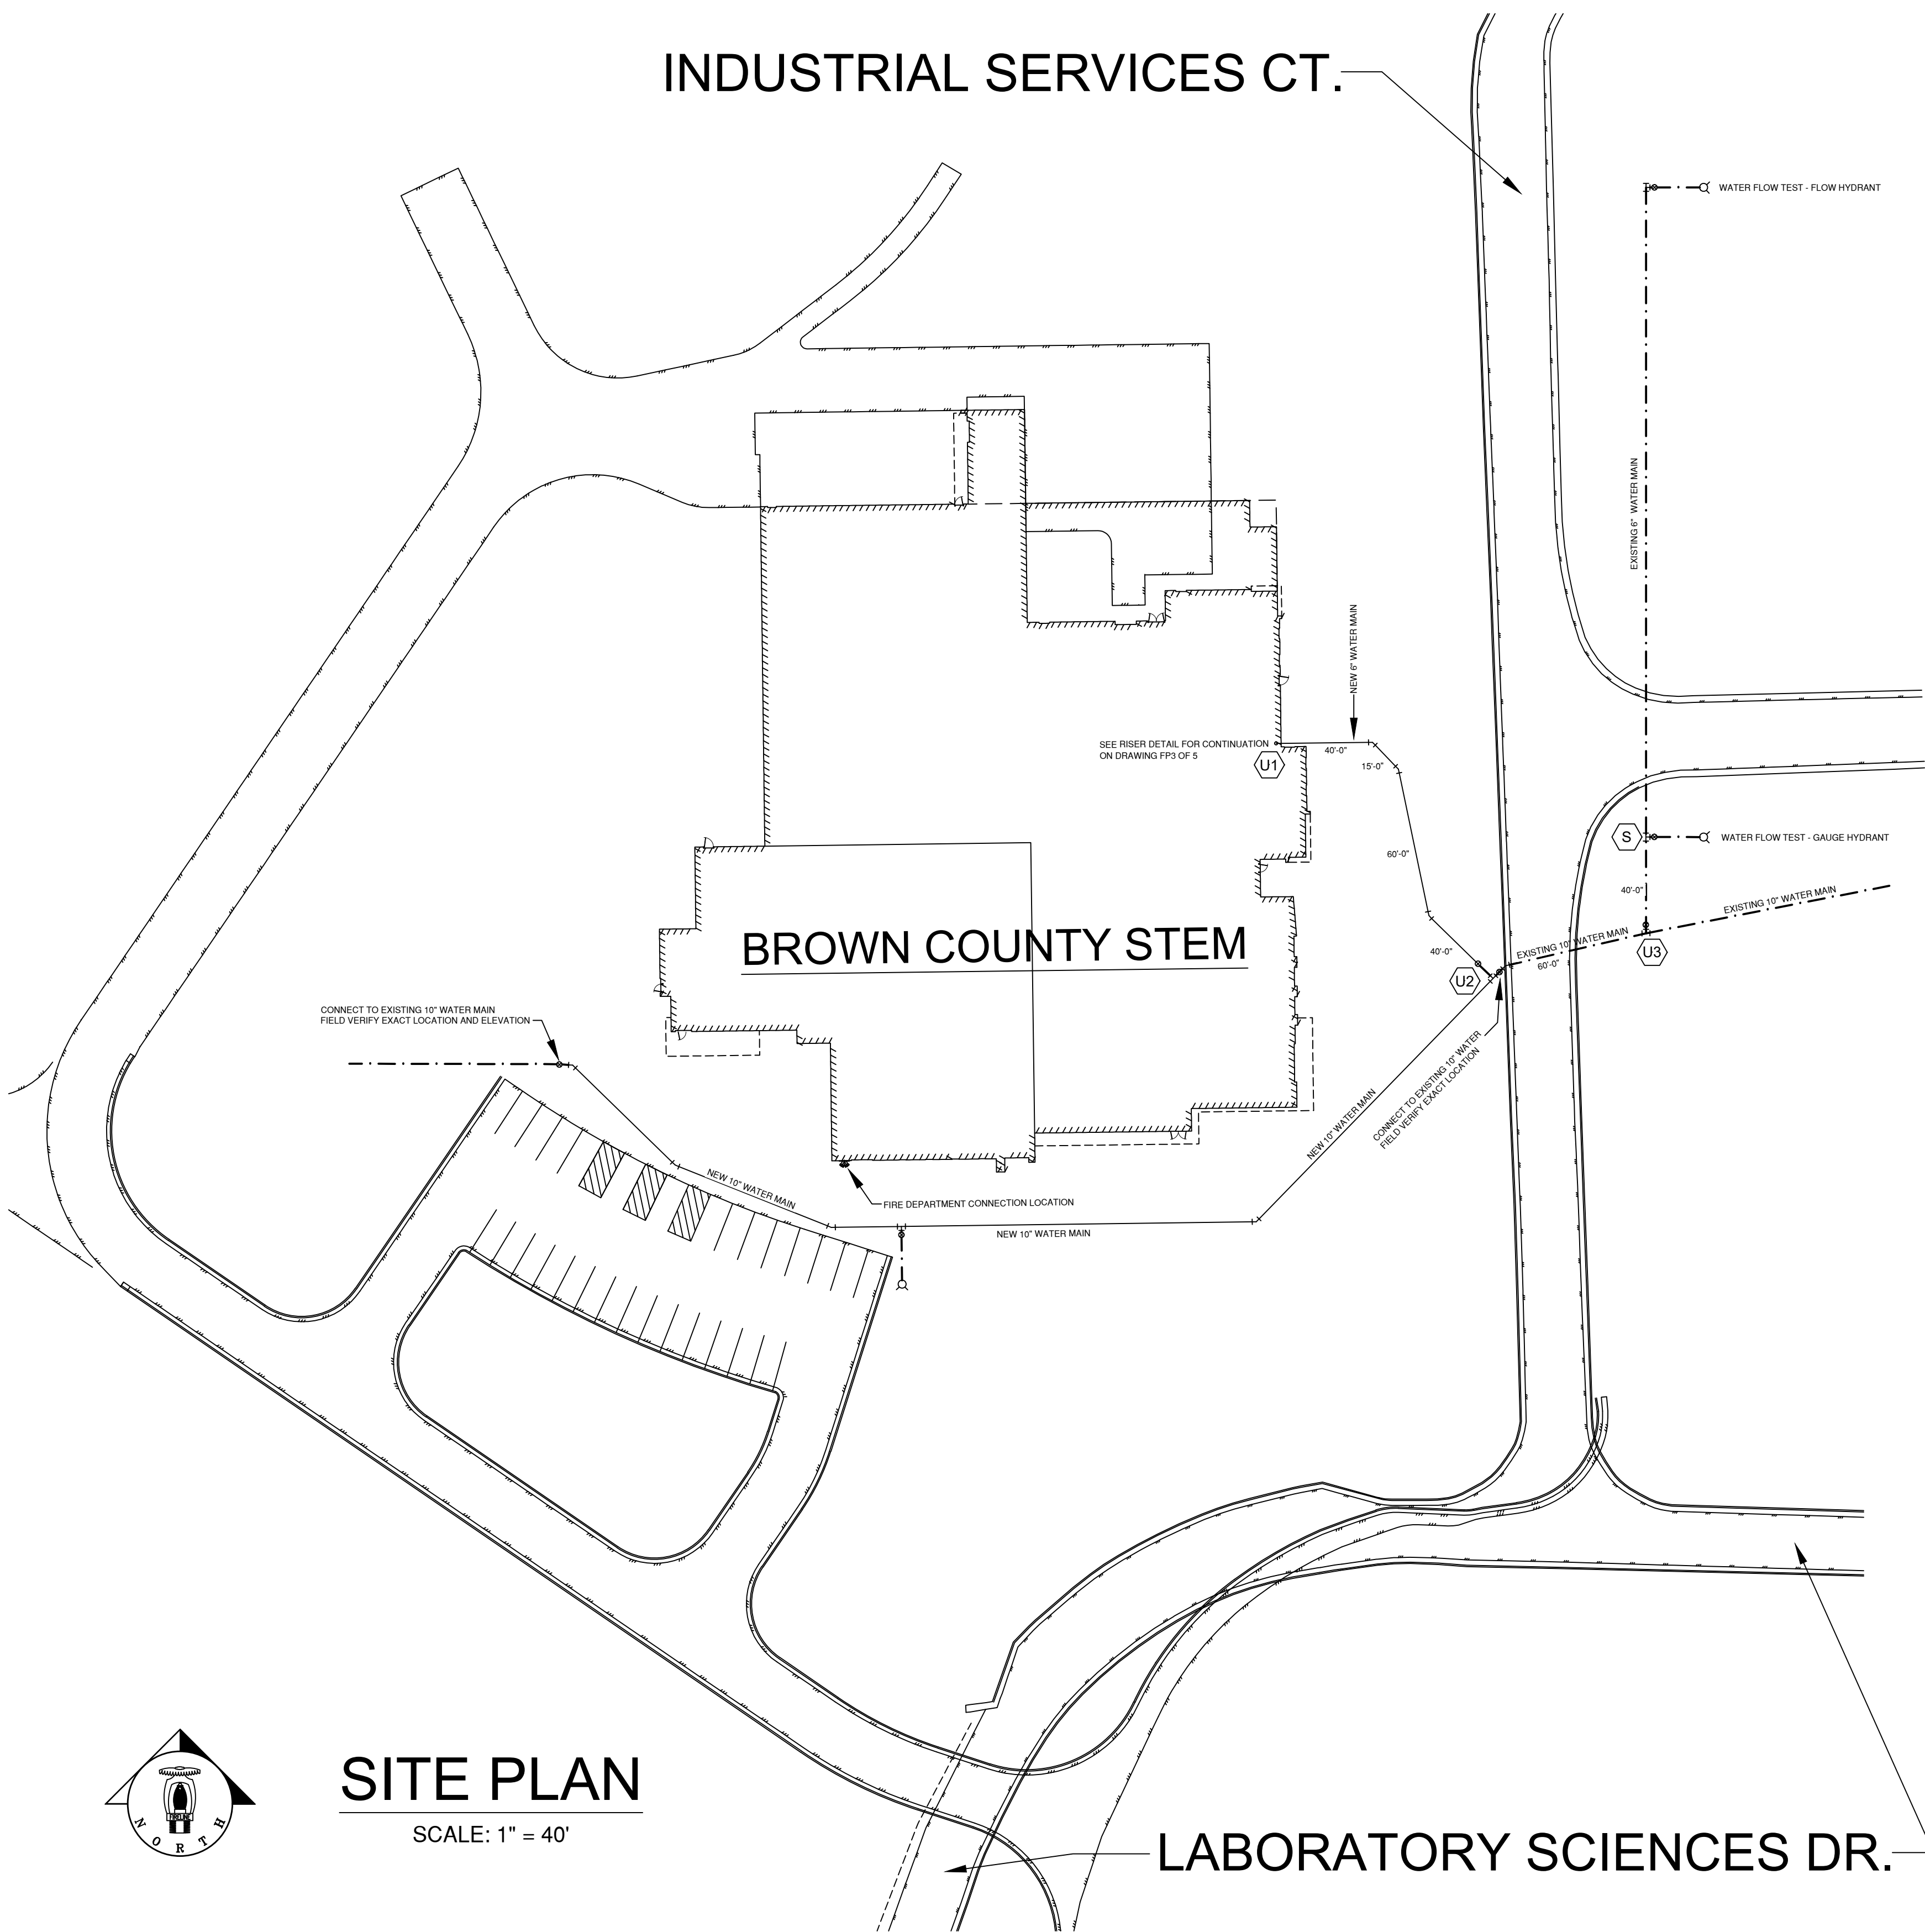 INDUSTRIAL SERVICES CT.
WATER FLOW TEST - FLOW HYDRANT
EXISTING 6" WATER MAIN
NEW 6" WATER MAIN
SEE RISER DETAIL FOR CONTINUATION
ON DRAWING FP3 OF 5
U1
40'-0"
15'-0"
60'-0"
S
WATER FLOW TEST - GAUGE HYDRANT
40'-0"
EXISTING 10" WATER MAIN
EXISTING 10" WATER MAIN
60'-0"
U3
40'-0"
U2
BROWN COUNTY STEM
CONNECT TO EXISTING 10" WATER MAIN
FIELD VERIFY EXACT LOCATION AND ELEVATION
CONNECT TO EXISTING 10" WATER
FIELD VERIFY EXACT LOCATION
NEW 10" WATER MAIN
NEW 10" WATER MAIN
FIRE DEPARTMENT CONNECTION LOCATION
NEW 10" WATER MAIN
FIRELINE
NORTH
SITE PLAN
SCALE: 1" = 40'
LABORATORY SCIENCES DR.